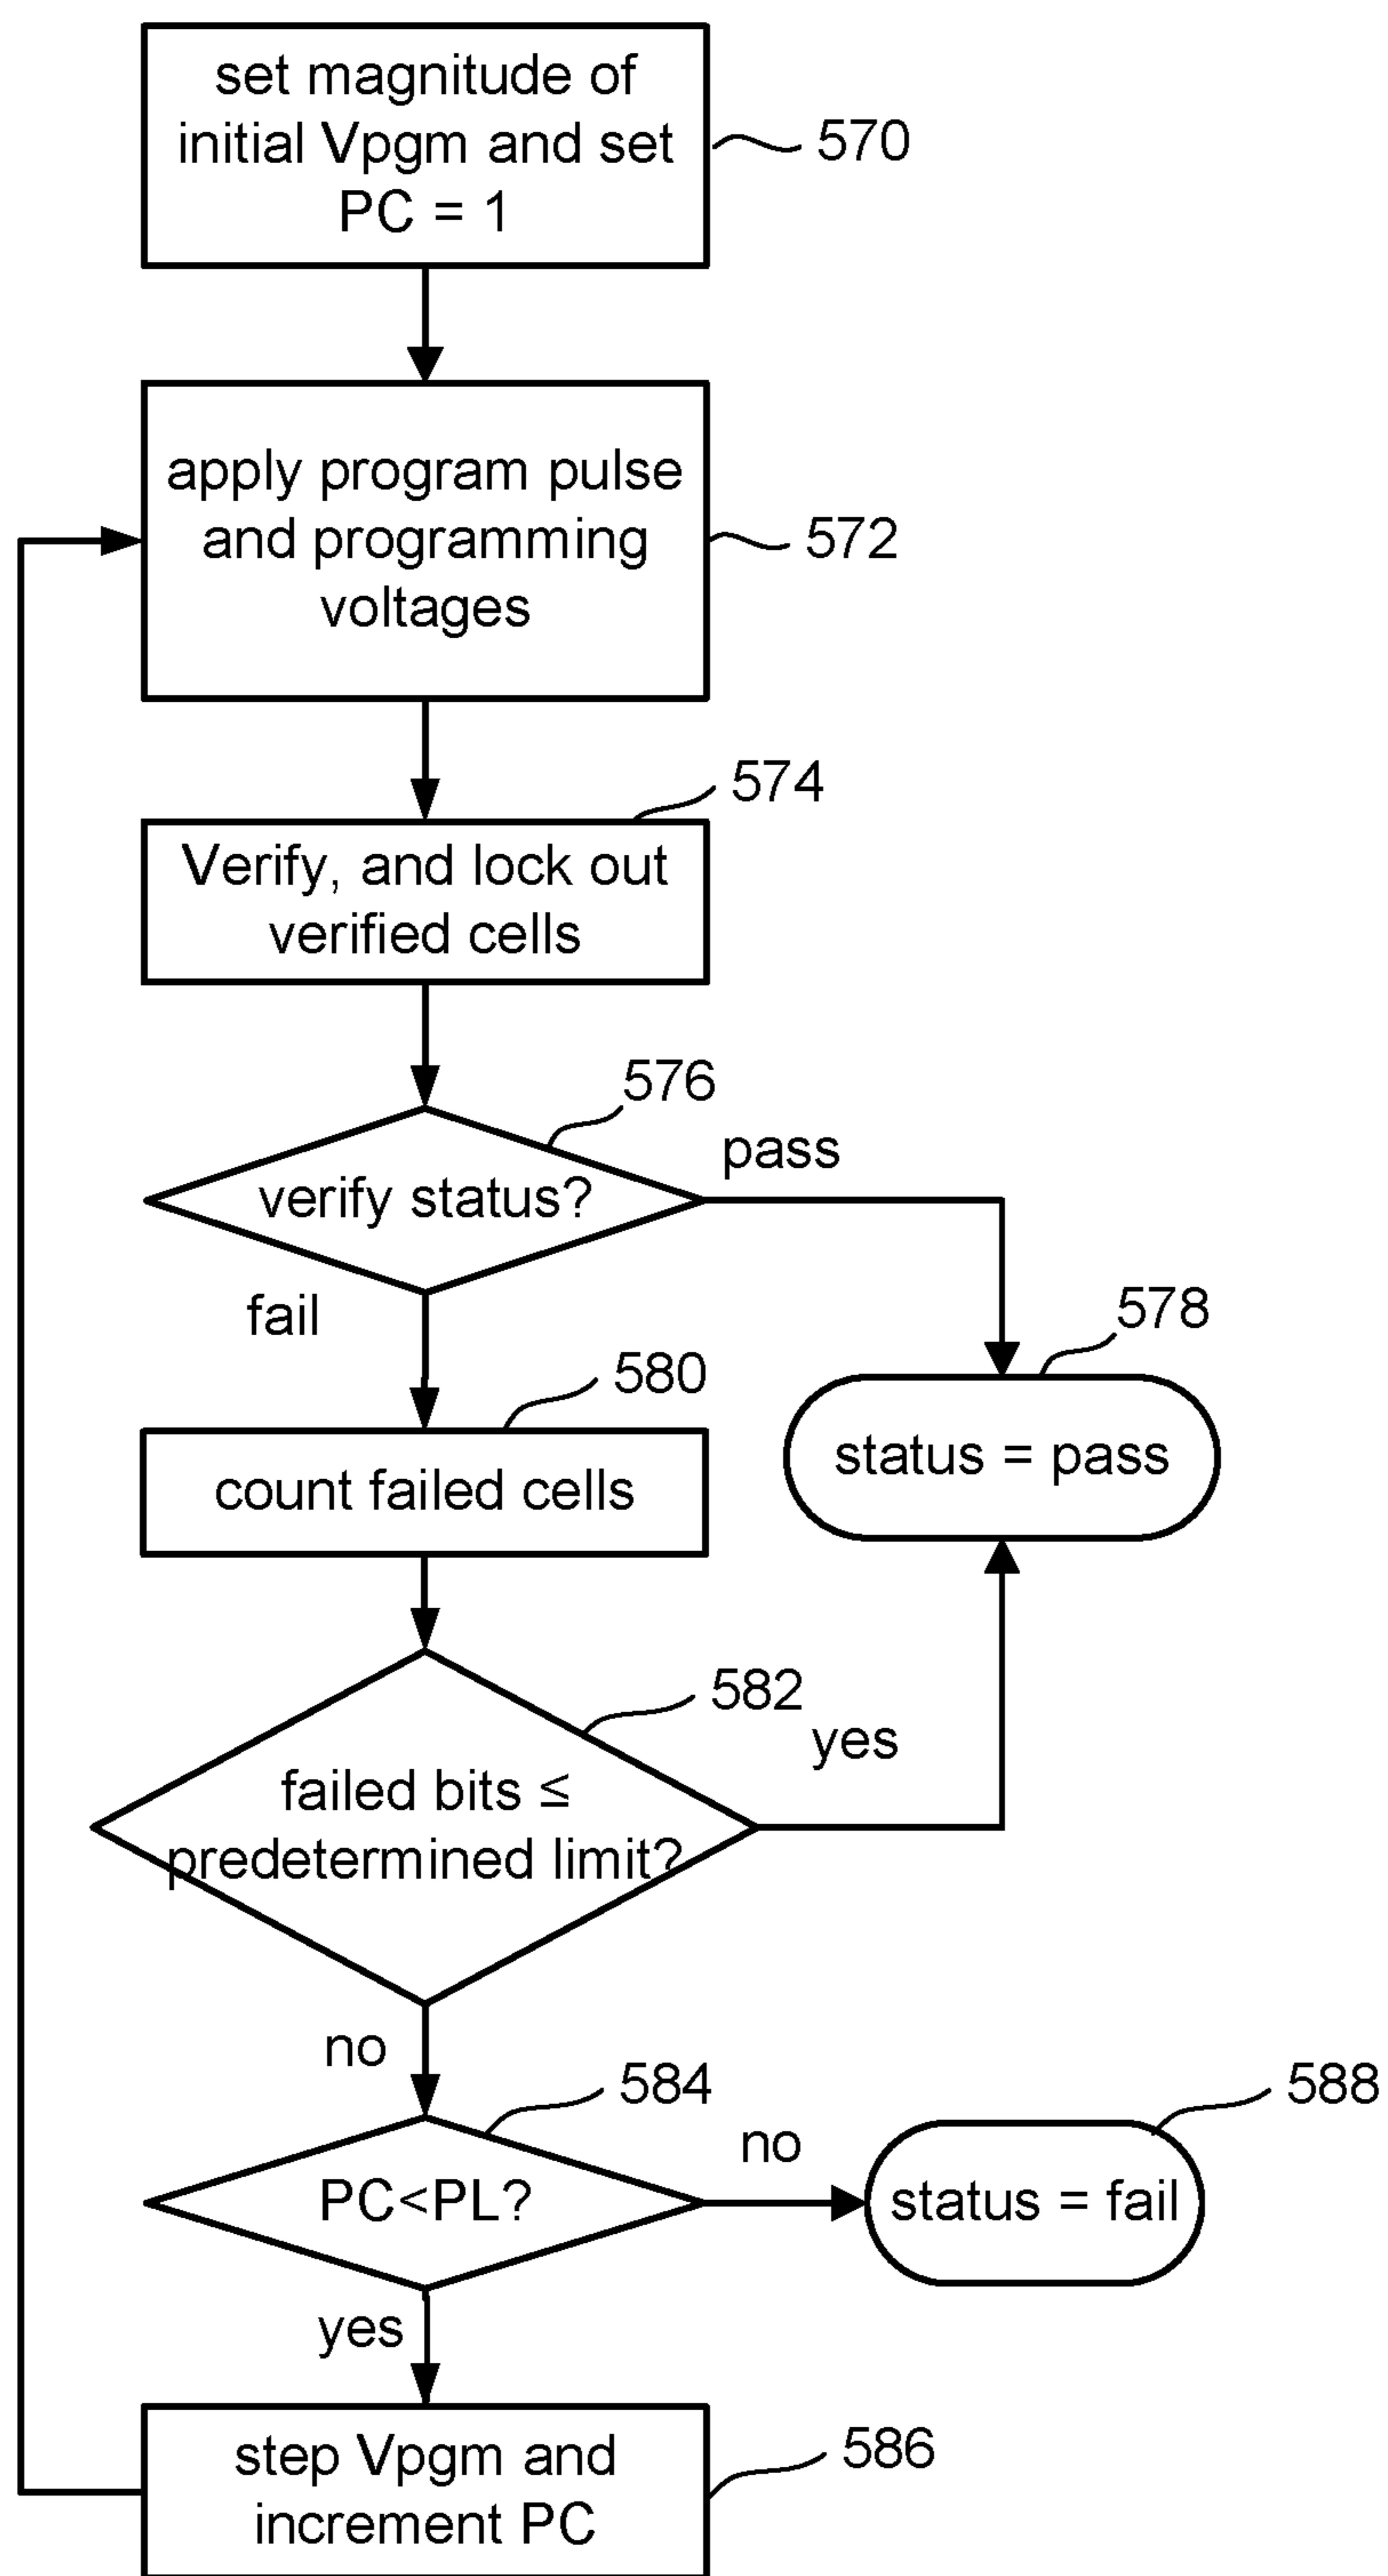 set magnitude of
initial Vpgm and set
PC = 1
570
apply program pulse
and programming
voltages
572
574
Verify, and lock out
verified cells
576
pass
verify status?
fail
578
580
status = pass
count failed cells
582
yes
failed bits ≤
predetermined limit?
no
584
588
no
PC<PL?
status = fail
yes
step Vpgm and
increment PC
586